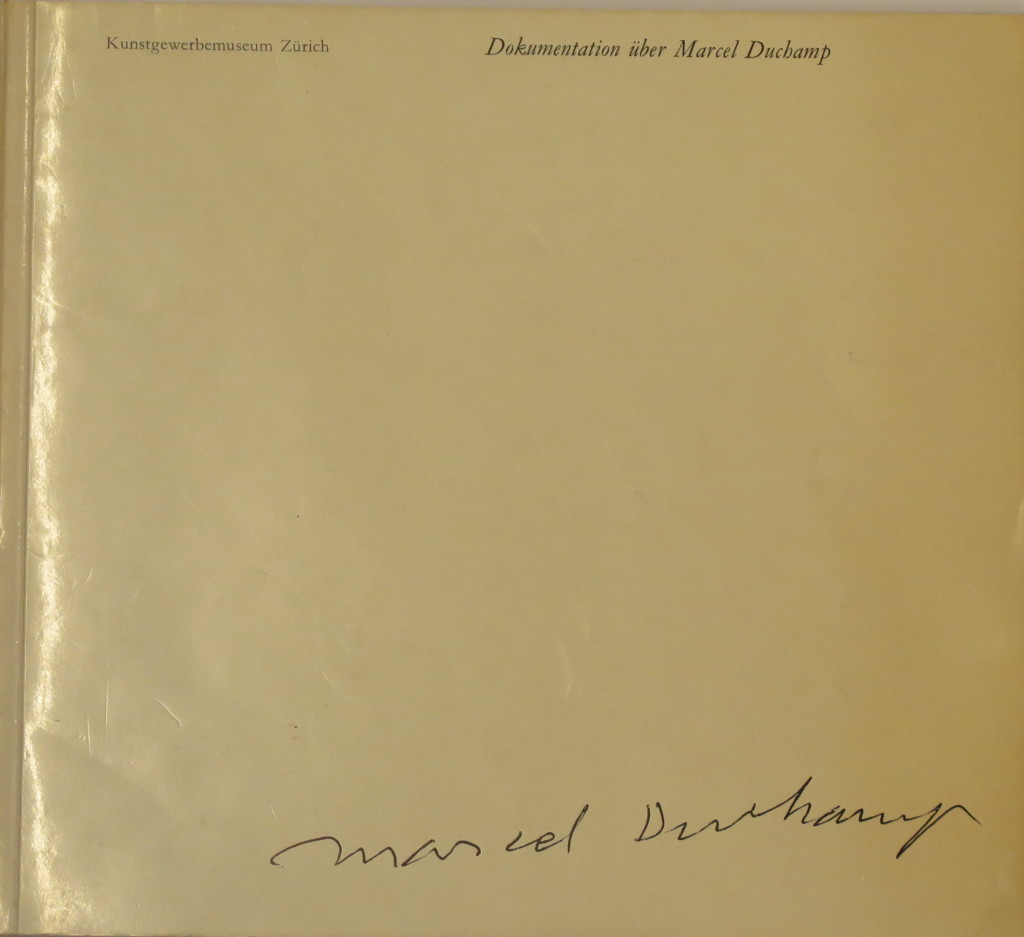 Kunstgewerbemuseum Zürich
Dokumentation über Marcel Duchamp
Marcel Duchamp